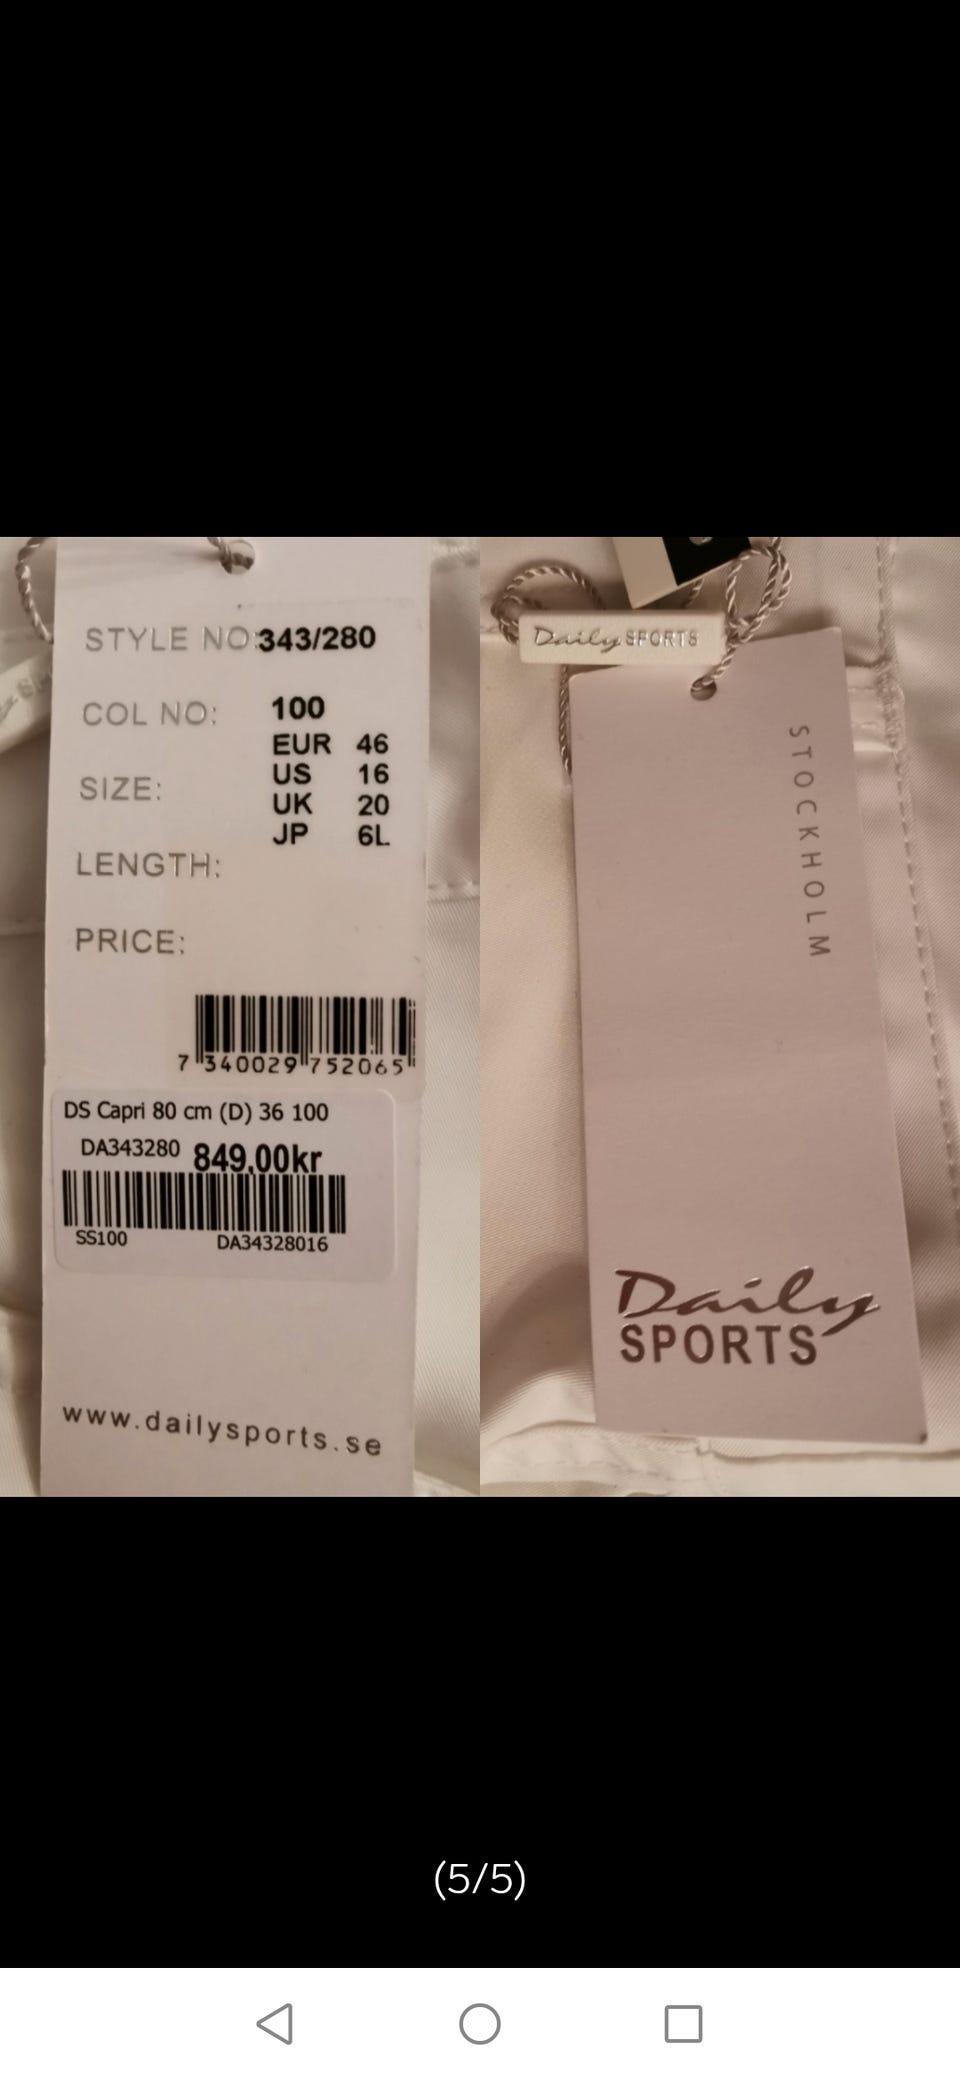 STYLE NO:343/280
COL NO: 100
SIZE:
EUR 46
US 16
UK 20
JP 6L
LENGTH:
PRICE:
7 340029 752065
DS Capri 80 cm (D) 36 100
DA343280 849,00kr
SS100 DA34328016
www.dailysports.se
Daily SPORTS
STOCKHOLM
Daily
SPORTS
(5/5)